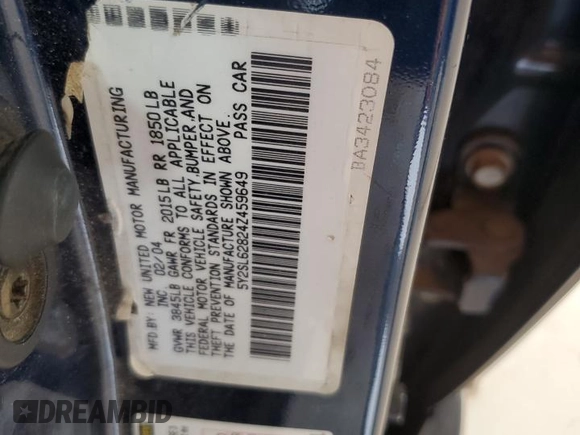 MFD.BY: NEW UNITED MOTOR MANUFACTURING
INC. 02/04
GVWR 3845LB GAWR FR 2015LB RR 1850LB
THIS VEHICLE CONFORMS TO ALL APPLICABLE
FEDERAL MOTOR VEHICLE SAFETY,BUMPER,AND
THEFT PREVENTION STANDARDS IN EFFECT ON
THE DATE OF MANUFACTURE SHOWN ABOVE.
5Y2SL62824Z459649 PASS CAR
BA3423084
DREAMBID